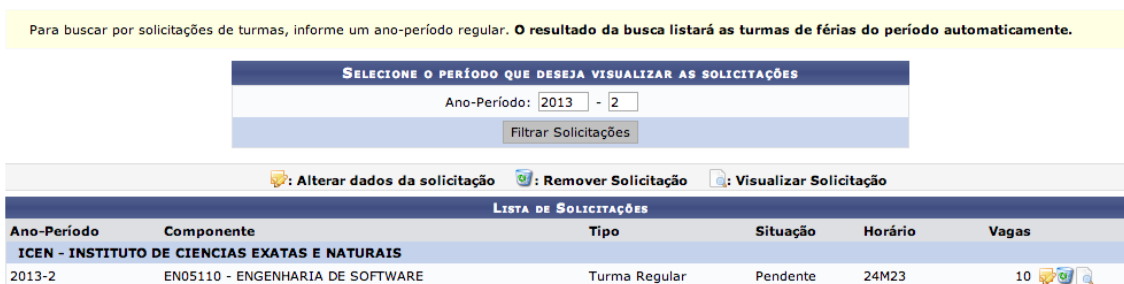 Para buscar por solicitações de turmas, informe um ano-período regular. O resultado da busca listará as turmas de férias do período automaticamente.
Selecione o período que deseja visualizar as solicitações
Ano-Período: 2013 - 2
Filtrar Solicitações
: Alterar dados da solicitação : Remover Solicitação : Visualizar Solicitação
Lista de Solicitações
Ano-Período Componente Tipo Situação Horário Vagas
ICEN - INSTITUTO DE CIENCIAS EXATAS E NATURAIS
2013-2 EN05110 - ENGENHARIA DE SOFTWARE Turma Regular Pendente 24M23 10